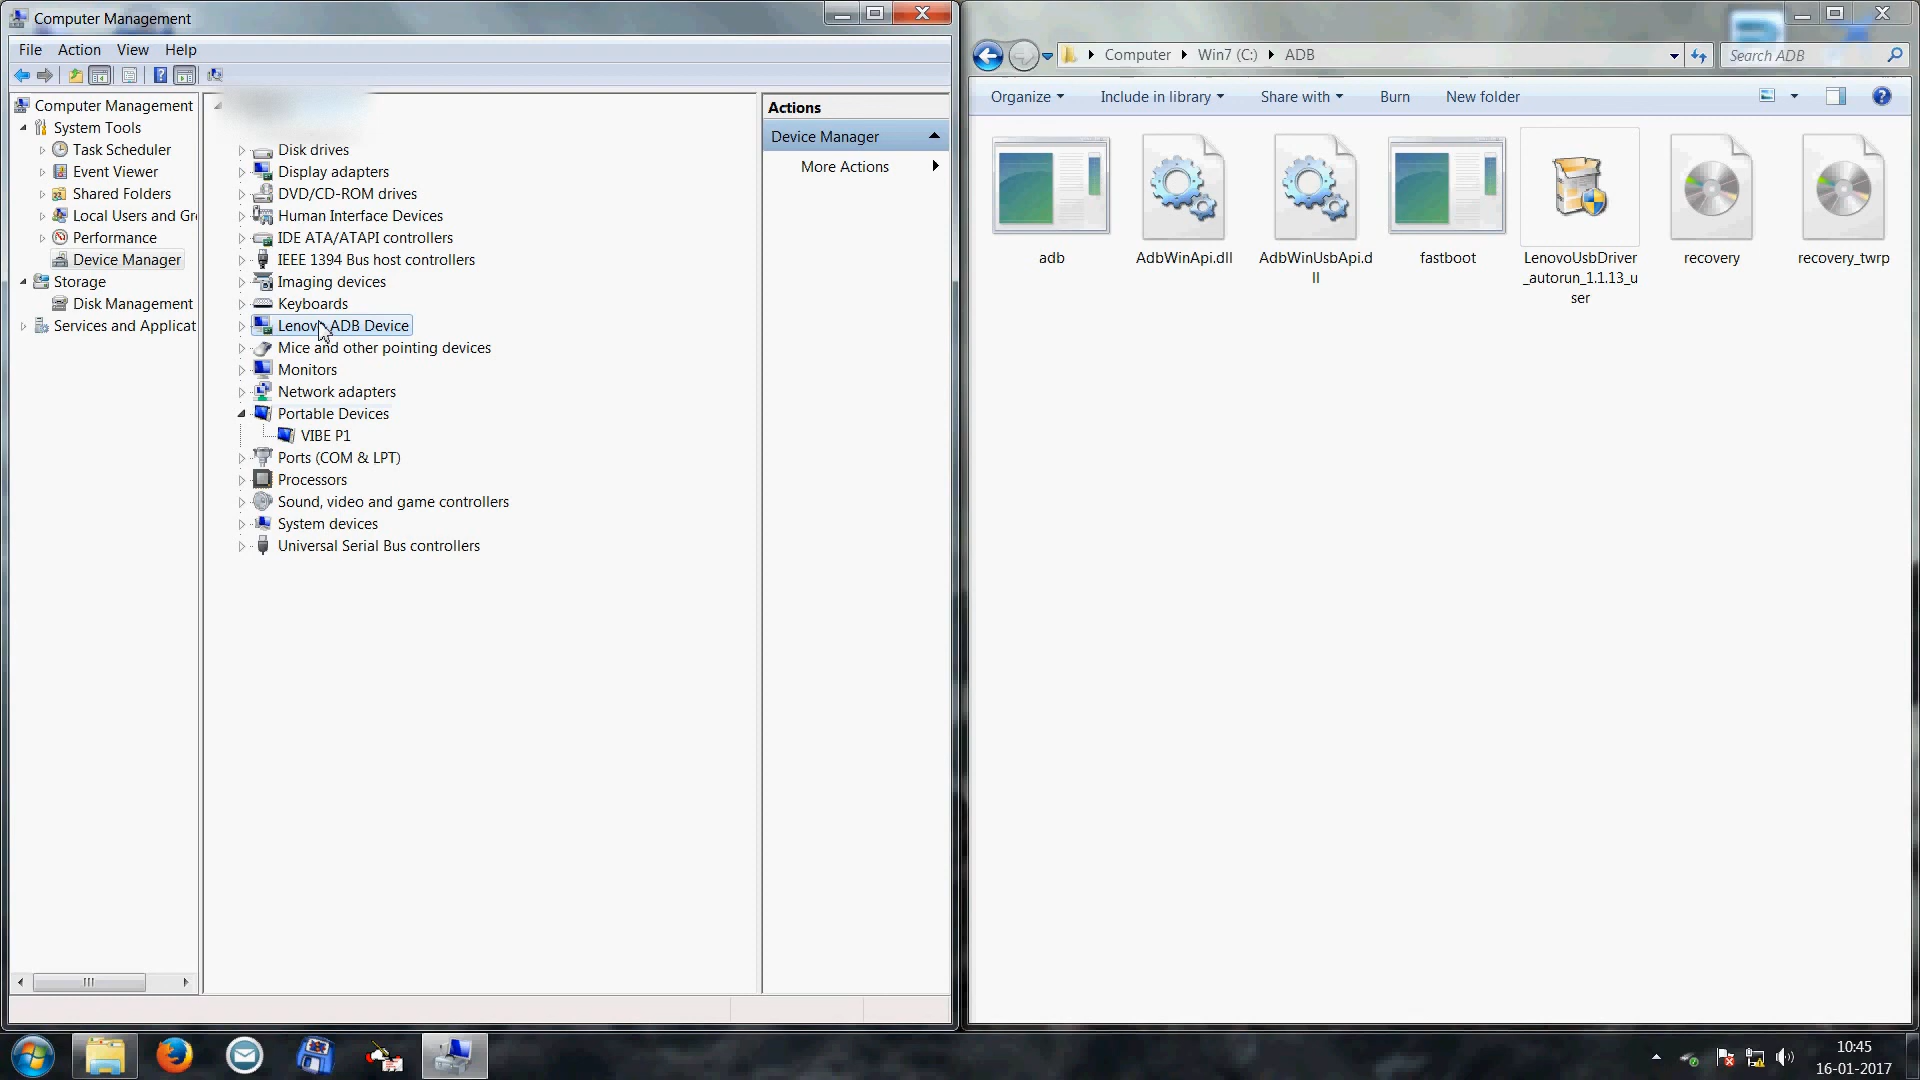 Computer Management
File Action View Help
Computer Management
System Tools
Task Scheduler
Event Viewer
Shared Folders
Local Users and Gr
Performance
Device Manager
Storage
Disk Management
Services and Applicat
Disk drives
Display adapters
DVD/CD-ROM drives
Human Interface Devices
IDE ATA/ATAPI controllers
IEEE 1394 Bus host controllers
Imaging devices
Keyboards
Lenovo ADB Device
Mice and other pointing devices
Monitors
Network adapters
Portable Devices
VIBE P1
Ports (COM & LPT)
Processors
Sound, video and game controllers
System devices
Universal Serial Bus controllers
Actions
Device Manager
More Actions
Computer Win7 (C:) ADB
Search ADB
Organize Include in library Share with Burn New folder
adb
AdbWinApi.dll
AdbWinUsbApi.d
ll
fastboot
LenovoUsbDriver
_autorun_1.1.13_u
ser
recovery
recovery_twrp
10:45
16-01-2017